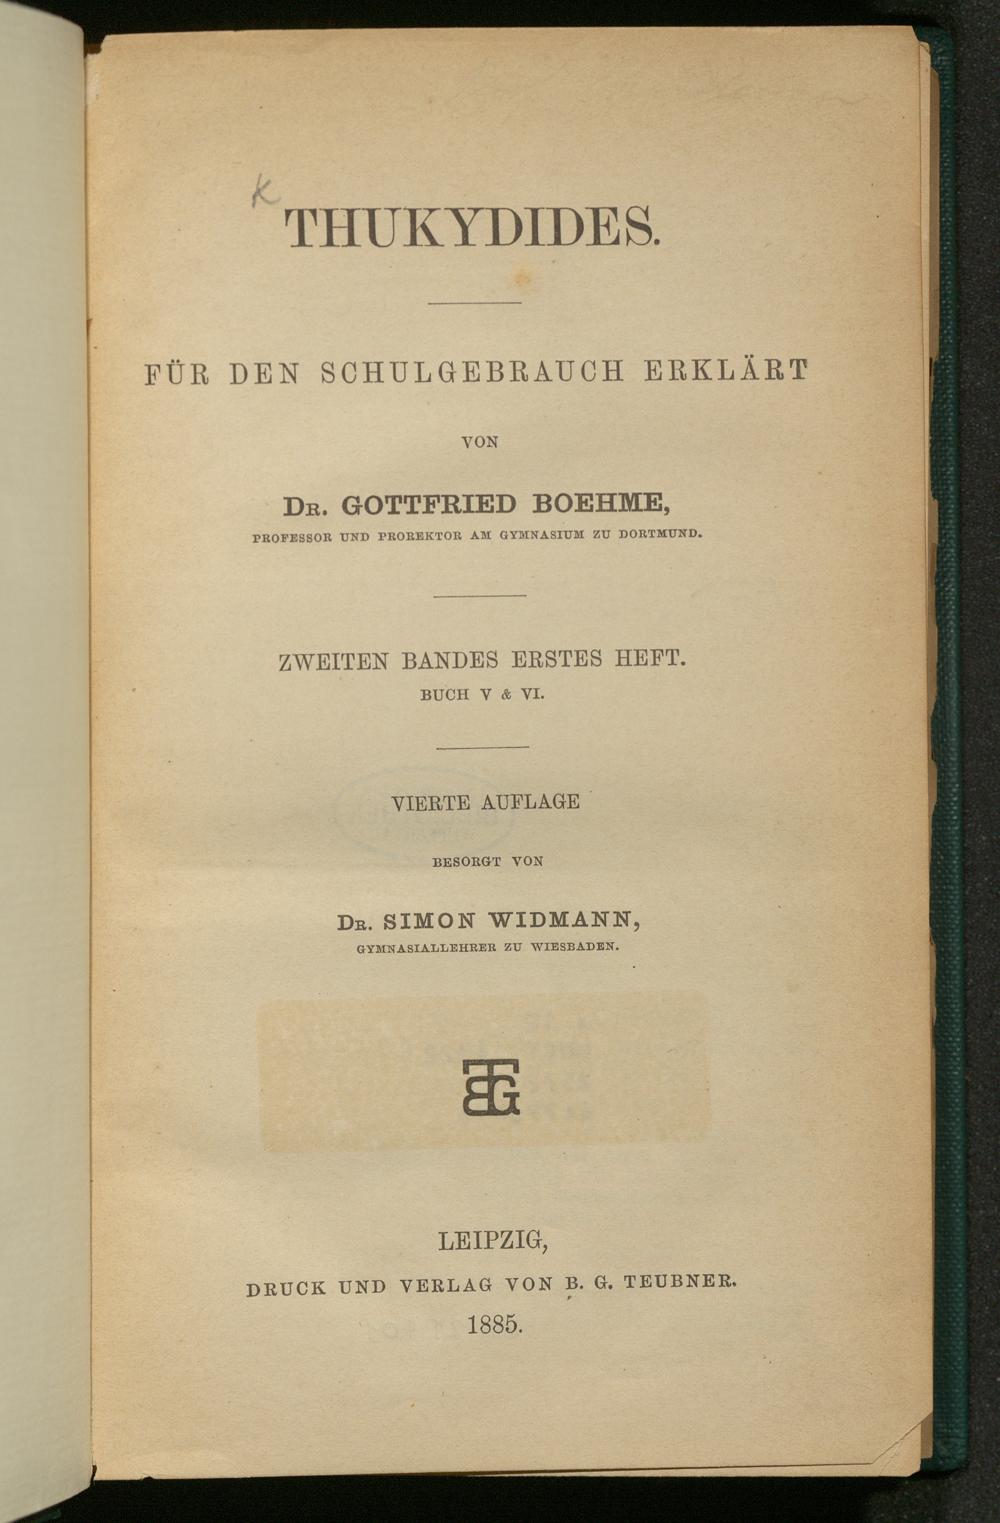 K
THUKYDIDES.
FÜR DEN SCHULGEBRAUCH ERKLÄRT
VON
DR. GOTTFRIED BOEHME,
PROFESSOR UND PROREKTOR AM GYMNASIUM ZU DORTMUND.
ZWEITEN BANDES ERSTES HEFT.
BUCH V & VI.
VIERTE AUFLAGE
BESORGT VON
DR. SIMON WIDMANN,
GYMNASIALLEHRER ZU WIESBADEN.
BTG
LEIPZIG,
DRUCK UND VERLAG VON B. G. TEUBNER.
1885.